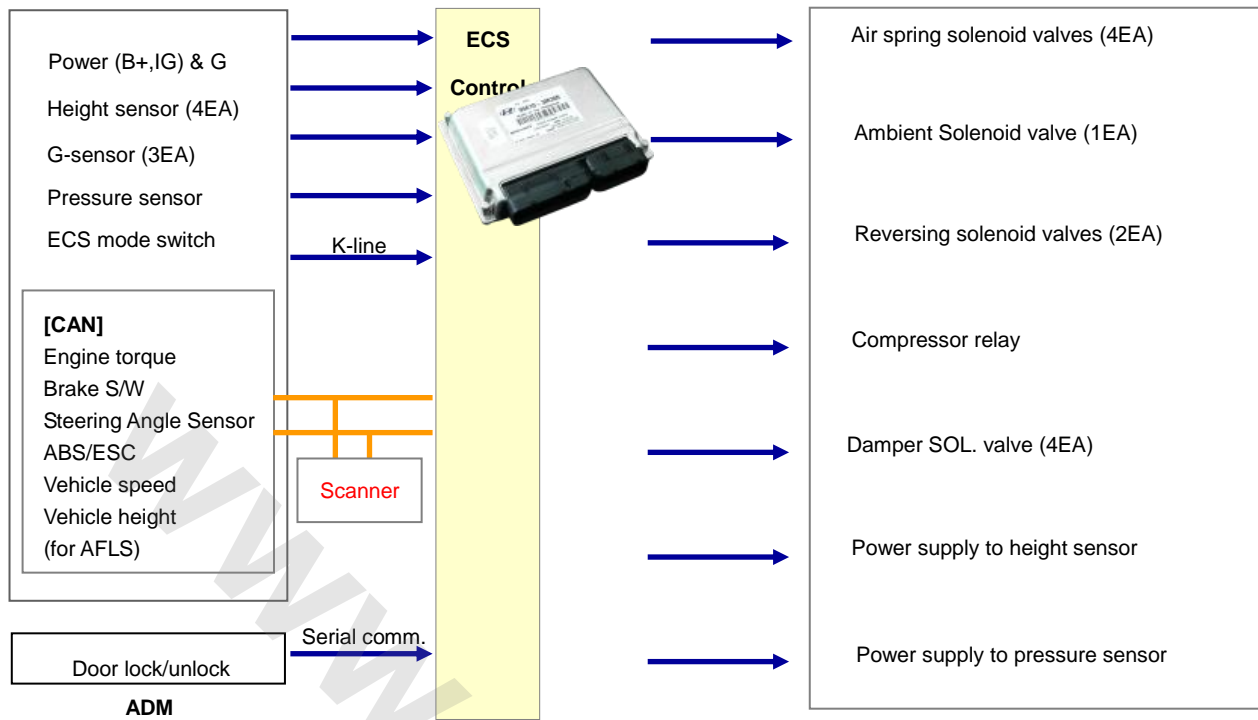 Power (B+,IG) & G
Height sensor (4EA)
G-sensor (3EA)
Pressure sensor
ECS mode switch
K-line
[CAN]
Engine torque
Brake S/W
Steering Angle Sensor
ABS/ESC
Vehicle speed
Vehicle height
(for AFLS)
Scanner
Serial comm.
Door lock/unlock
ADM
ECS
Control
Air spring solenoid valves (4EA)
Ambient Solenoid valve (1EA)
Reversing solenoid valves (2EA)
Compressor relay
Damper SOL. valve (4EA)
Power supply to height sensor
Power supply to pressure sensor
www